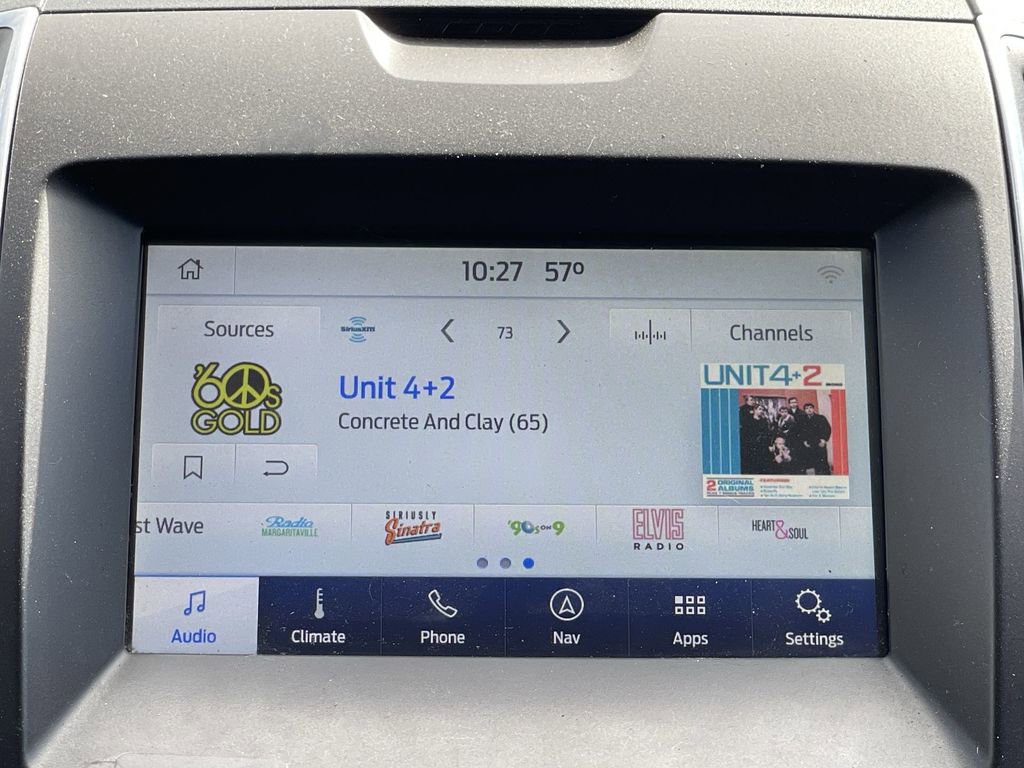 10:27 57º
Sources
SiriusXM
73
Channels
'60s
GOLD
Unit 4+2
Concrete And Clay (65)
UNIT4+2
2 ORIGINAL
ALBUMS
st Wave
Radio
MARGARITAVILLE
SIRIUSLY
Sinatra
'90s ON 9
ELVIS
RADIO
HEART & SOUL
Audio
Climate
Phone
Nav
Apps
Settings